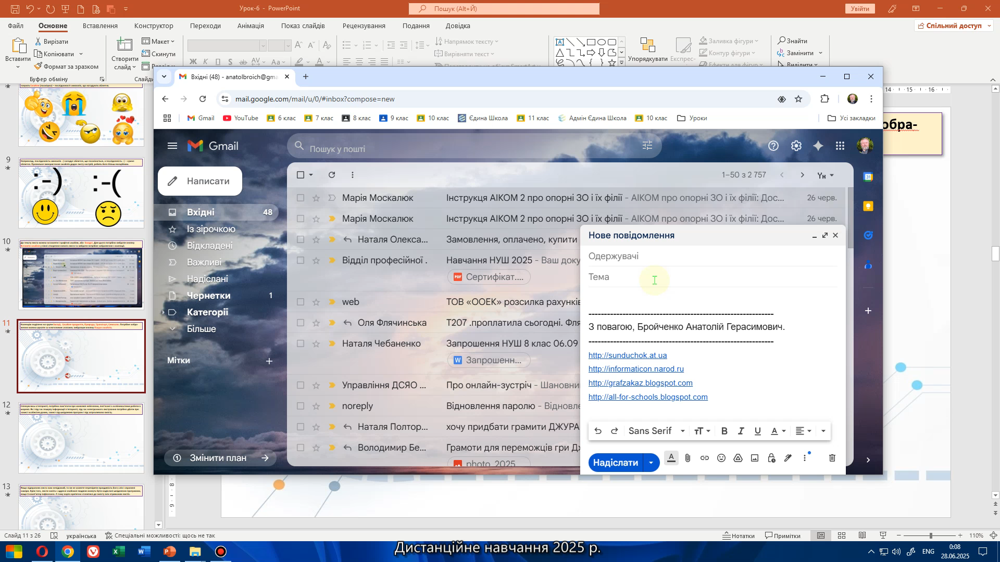 Урок-6 - PowerPoint
Пошук (Alt+Й)
Увійти
Файл Основне Вставлення Конструктор Переходи Анімація Показ слайдів Рецензування Подання Довідка
Спільний доступ
Вставити
Вирізати
Копіювати
Формат за зразком
Буфер обміну
Створити слайд
Макет
Скинути
Напрямок тексту
Вирівняти текст
Упорядкувати
Експрес-
Заливка фігури
Контур фігури
Ефекти для фігур
Знайти
Замінити
Виділити
Вхідні (48) - anatolbroich@gma
mail.google.com/mail/u/0/#inbox?compose=new
Gmail YouTube 6 клас 7 клас 8 клас 9 клас 10 клас Єдина Школа 11 клас Адмін Єдина Школа 10 клас Уроки Усі закладки
Gmail
Пошук у пошті
Написати
Вхідні 48
Із зірочкою
Відкладені
Важливі
Надіслані
Чернетки 1
Категорії
Більше
Мітки
Змінити план
1–50 з 2 757
Марія Москалюк Інструкція АІКОМ 2 про опорні ЗО і їх філії - АІКОМ про опорні ЗО і їх філії: Дос... 26 черв.
Марія Москалюк Інструкція АІКОМ 2 про опорні ЗО і їх філії - АІКОМ про опорні ЗО і їх філії: Дос... 26 черв.
Наталя Олекса... Замовлення, оплачено, купити
Відділ професійної . Навчання НУШ 2025 - Ваш доку
Сертифікат....
web ТОВ «ООЕК» розсилка рахунків
Оля Флячинська Т207 .проплатила сьогодні. Фля
Наталя Чебаненко Запрошення НУШ 8 клас 06.09
Запрошенн...
Управління ДСЯО ... Про онлайн-зустріч - Шановни
noreply Відновлення паролю - Відновле
Наталя Полтор... хочу придбати грамити ДЖУРА
Володимир Бе... Грамоти для переможців гри Дж
photo_2025
Нове повідомлення
Одержувачі
Тема
З повагою, Бройченко Анатолій Герасимович.
http://sunduchok.at.ua
http://informaticon.narod.ru
http://grafzakaz.blogspot.com
http://all-for-schools.blogspot.com
Sans Serif
Надіслати
обра-
9
:-) :-(
10
11
12
13
Слайд 11 з 26 українська Спеціальні можливості: щось не так
Нотатки Примітки 110%
Дистанційне навчання 2025 р.
ENG
0:08
28.06.2025